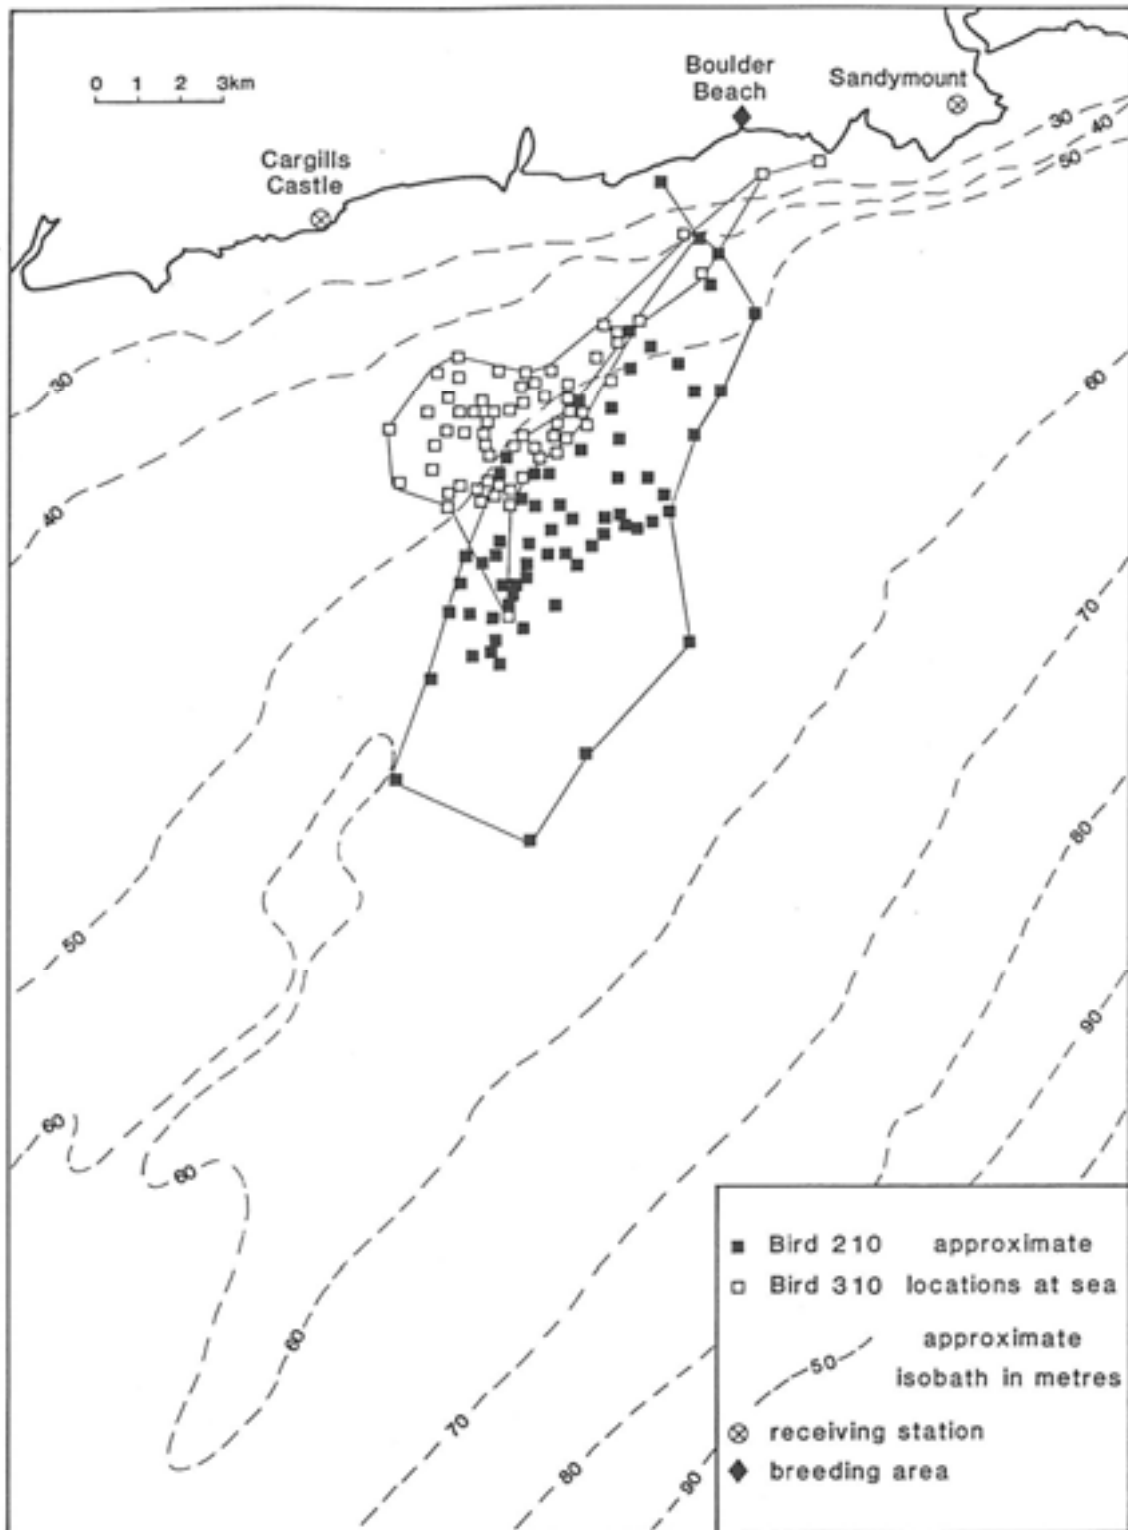 0 1 2 3km
Boulder
Beach
Sandymount
Cargills
Castle
30
40
50
30
40
50
60
70
80
90
60
60
60
70
80
90
Bird 210 approximate
Bird 310 locations at sea
approximate
50
isobath in metres
receiving station
breeding area